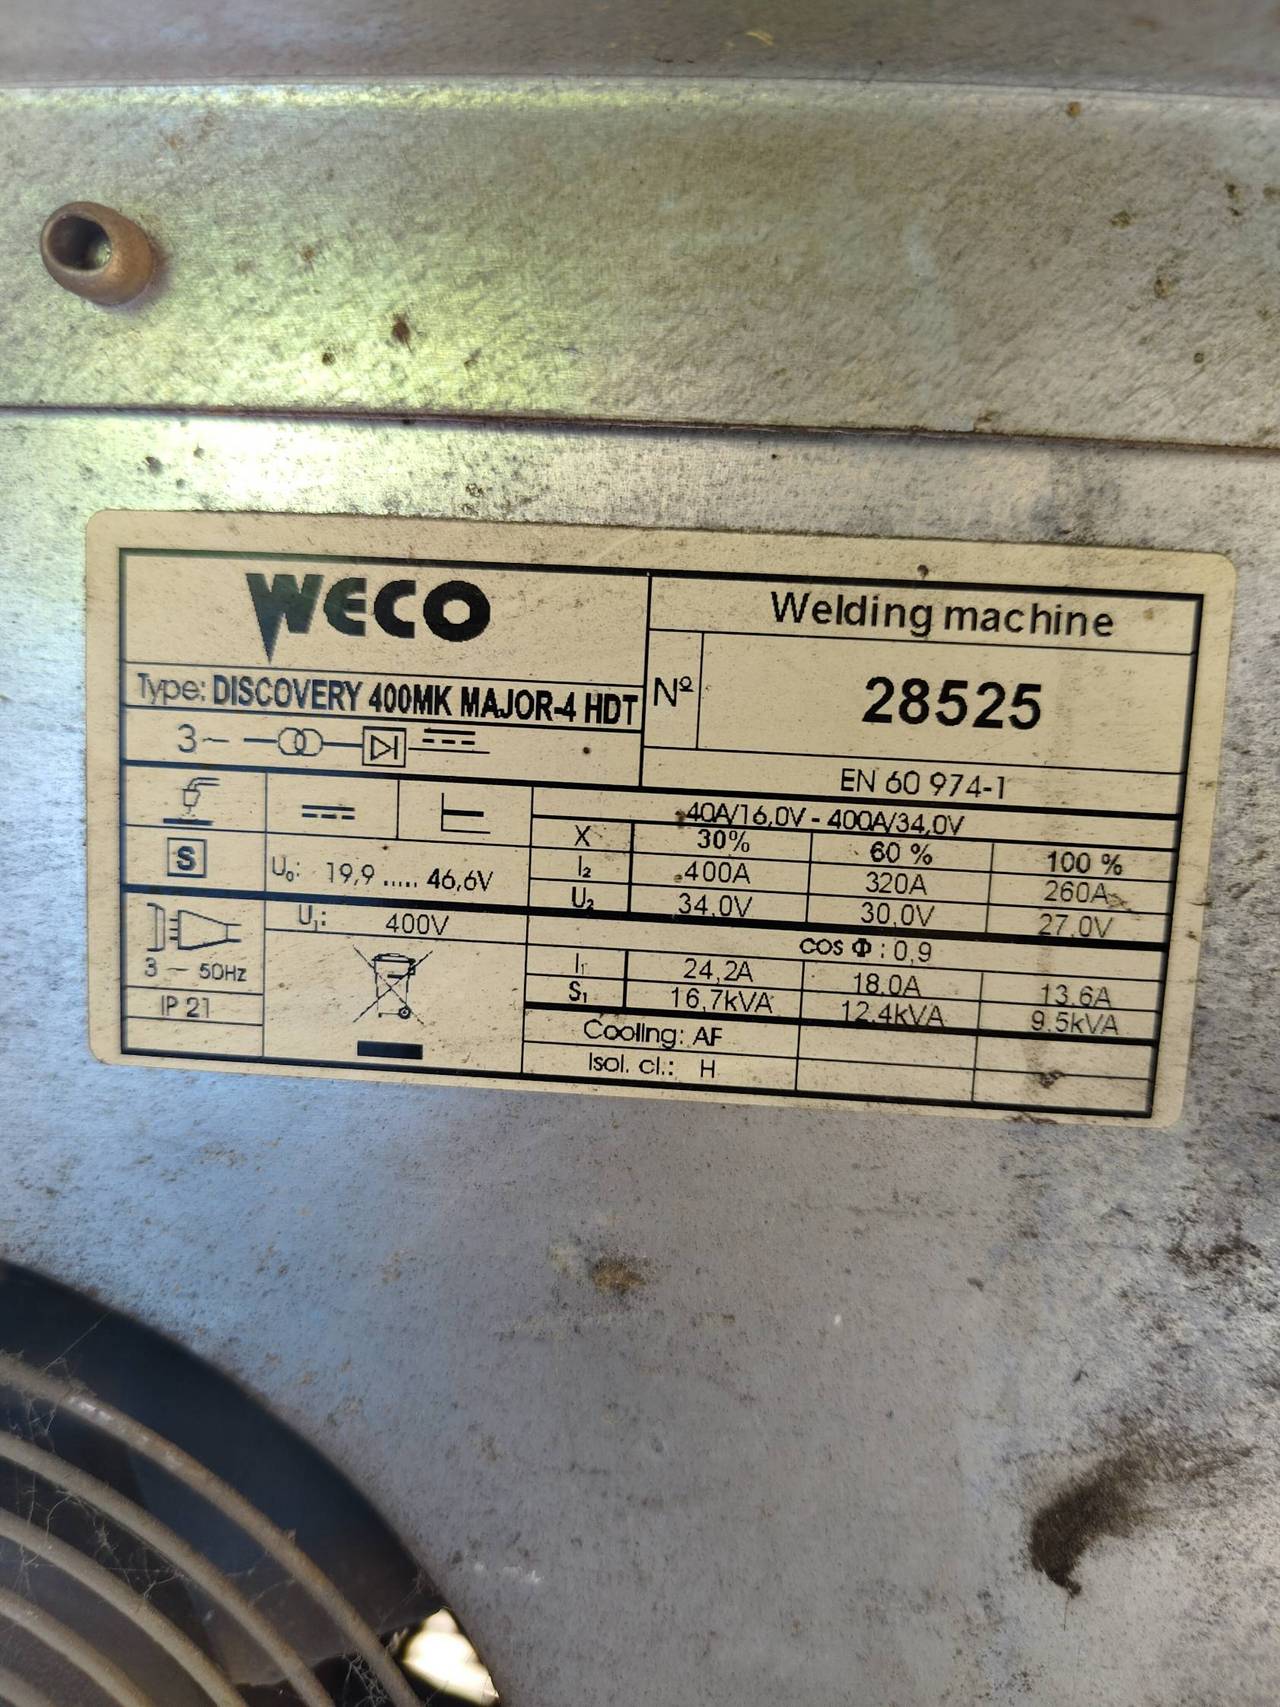 WECO
Welding machine
Type: DISCOVERY 400MK MAJOR-4 HDT
Nº 28525
3~
EN 60 974-1
40A/16,0V - 400A/34,0V
X 30% 60 % 100 %
S
U₀: 19,9 ..... 46,6V
I₂ 400A 320A 260A
U₂ 34,0V 30,0V 27,0V
U₁: 400V
cos Φ : 0,9
3 ~ 50Hz
I₁ 24,2A 18,0A 13,6A
S₁ 16,7kVA 12,4kVA 9,5kVA
IP 21
Cooling: AF
Isol. cl.: H